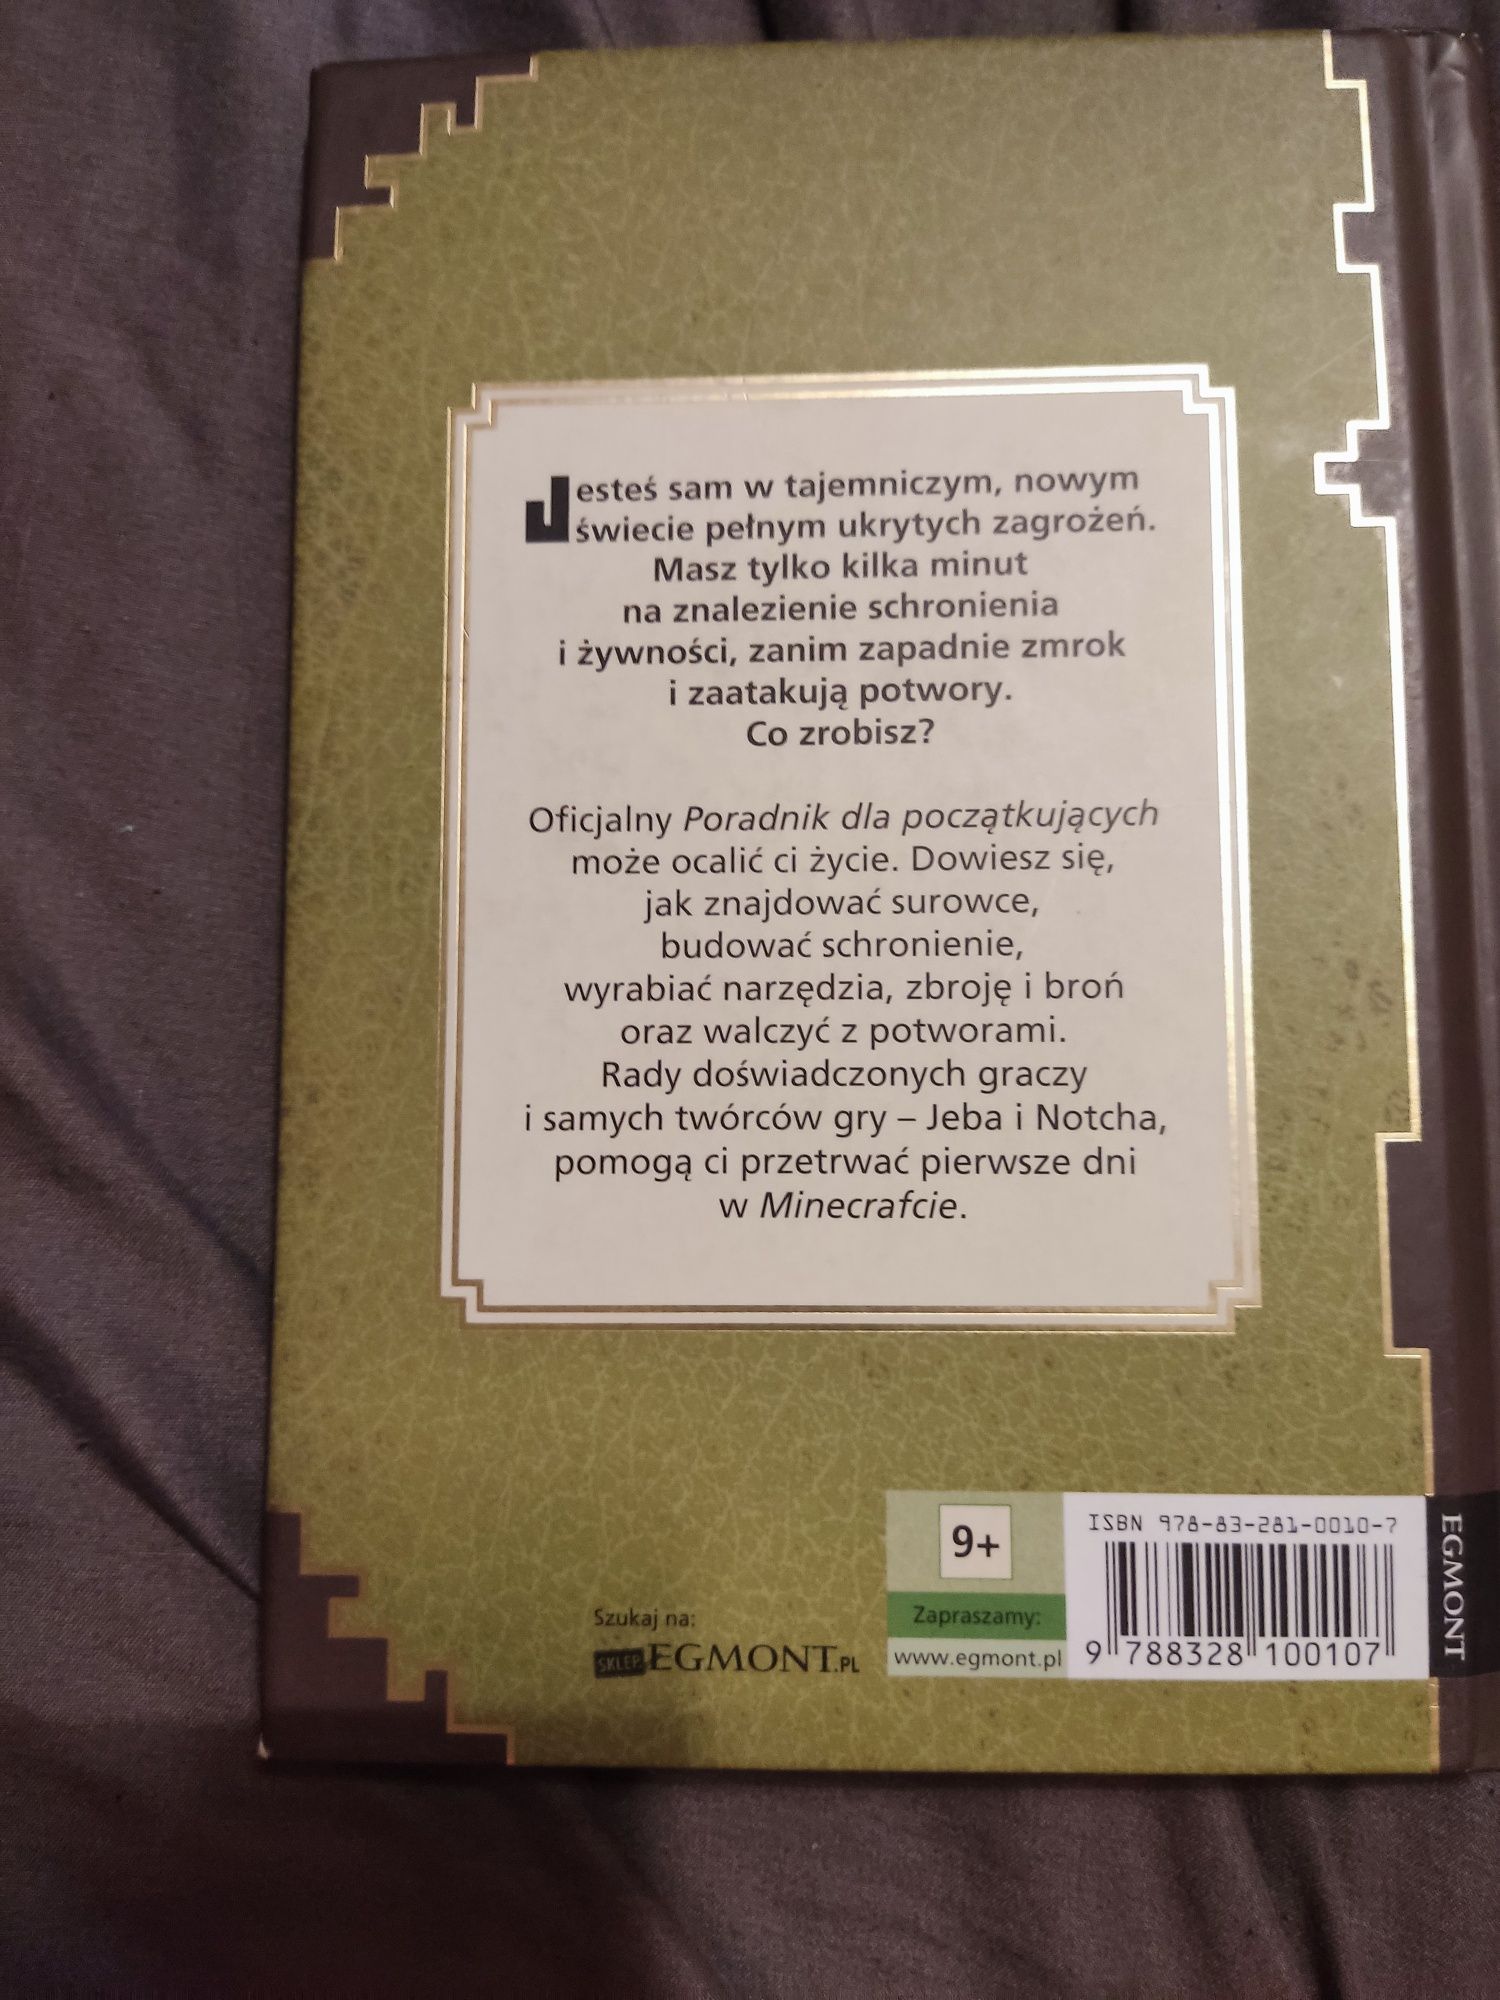 Jesteś sam w tajemniczym, nowym
świecie pełnym ukrytych zagrożeń.
Masz tylko kilka minut
na znalezienie schronienia
i żywności, zanim zapadnie zmrok
i zaatakują potwory.
Co zrobisz?
Oficjalny Poradnik dla początkujących
może ocalić ci życie. Dowiesz się,
jak znajdować surowce,
budować schronienie,
wyrabiać narzędzia, zbroję i broń
oraz walczyć z potworami.
Rady doświadczonych graczy
i samych twórców gry – Jeba i Notcha,
pomogą ci przetrwać pierwsze dni
w Minecrafcie.
Szukaj na:
SKLEP EGMONT.PL
9+
Zapraszamy:
www.egmont.pl
ISBN 978-83-281-0010-7
9 788328 100107
EGMONT